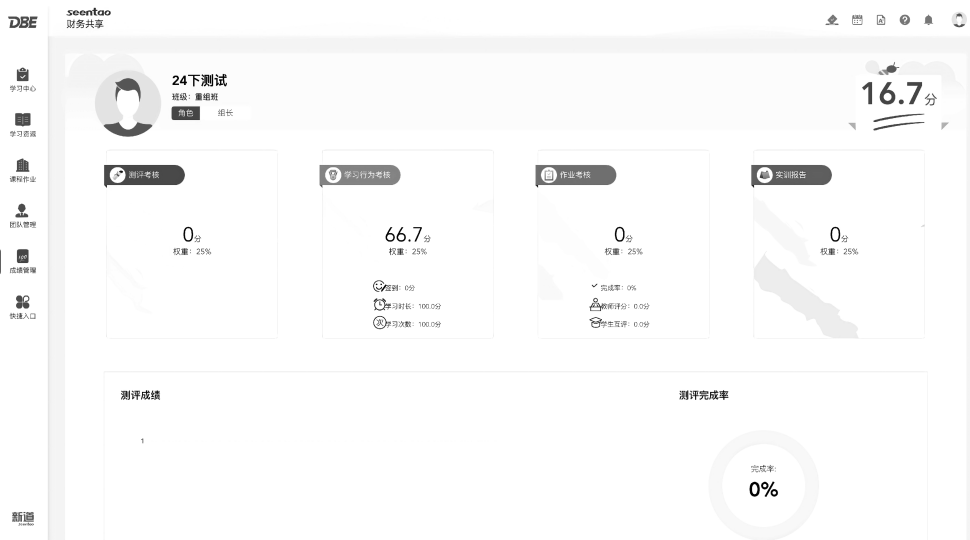 DBE
seentao
财务共享
学习中心
学习资源
课程作业
团队管理
成绩管理
快捷入口
新道
seentao
24下测试
班级：重组班
角色 组长
16.7分
测评考核
0分
权重：25%
学习行为考核
66.7分
权重：25%
签到：0分
学习时长：100.0分
次 学习次数：100.0分
作业考核
0分
权重：25%
完成率：0%
教师评分：0.0分
学生互评：0.0分
实训报告
0分
权重：25%
测评成绩
1
测评完成率
完成率:
0%